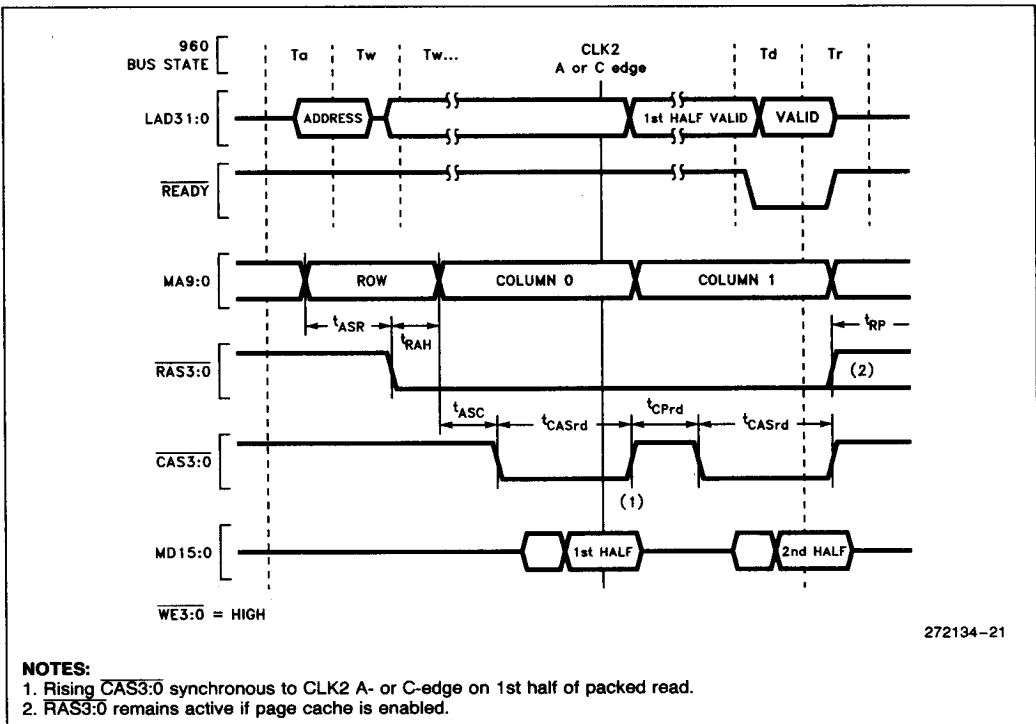 960
BUS STATE
Ta Tw Tw... CLK2
A or C edge Td Tr
LAD31:0 ADDRESS 1st HALF VALID VALID
READY
MA9:0 ROW COLUMN 0 COLUMN 1
tASR tRAH tRP
RAS3:0 (2)
tASC tCASrd tCPrd tCASrd
CAS3:0 (1)
MD15:0 1st HALF 2nd HALF
WE3:0 = HIGH
272134-21
NOTES:
1. Rising CAS3:0 synchronous to CLK2 A- or C-edge on 1st half of packed read.
2. RAS3:0 remains active if page cache is enabled.